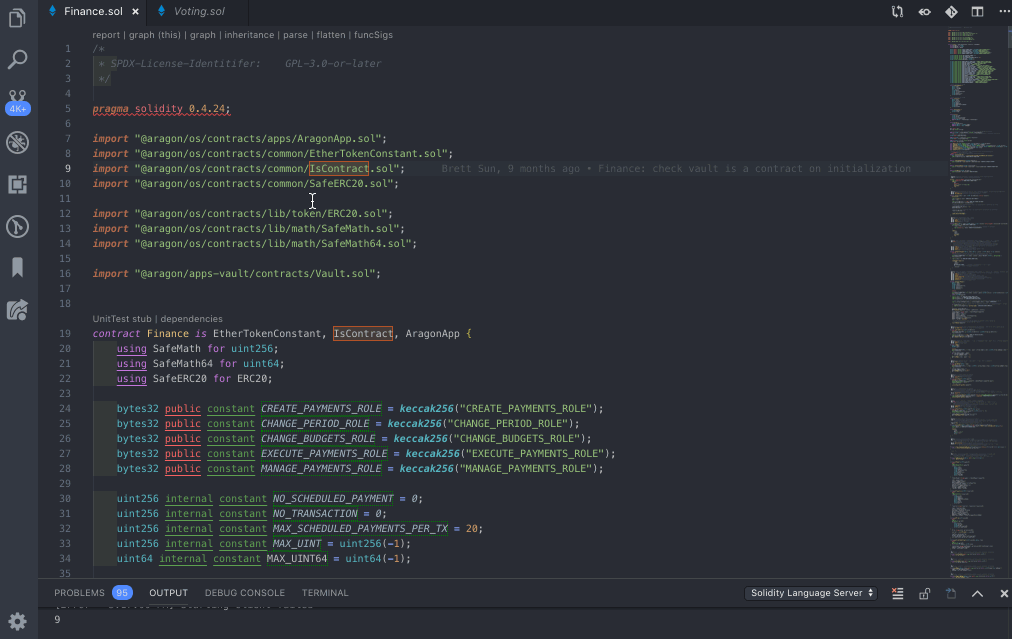 Finance.sol Voting.sol
report | graph (this) | graph | inheritance | parse | flatten | funcSigs
1 /*
2 * SPDX-License-Identitifer:    GPL-3.0-or-later
3 */
4
5 pragma solidity 0.4.24;
6
7 import "@aragon/os/contracts/apps/AragonApp.sol";
8 import "@aragon/os/contracts/common/EtherTokenConstant.sol";
9 import "@aragon/os/contracts/common/IsContract.sol"; Brett Sun, 9 months ago • Finance: check vault is a contract on initialization
10 import "@aragon/os/contracts/common/SafeERC20.sol";
11
12 import "@aragon/os/contracts/lib/token/ERC20.sol";
13 import "@aragon/os/contracts/lib/math/SafeMath.sol";
14 import "@aragon/os/contracts/lib/math/SafeMath64.sol";
15
16 import "@aragon/apps-vault/contracts/Vault.sol";
17
18
UnitTest stub | dependencies
19 contract Finance is EtherTokenConstant, IsContract, AragonApp {
20 using SafeMath for uint256;
21 using SafeMath64 for uint64;
22 using SafeERC20 for ERC20;
23
24 bytes32 public constant CREATE_PAYMENTS_ROLE = keccak256("CREATE_PAYMENTS_ROLE");
25 bytes32 public constant CHANGE_PERIOD_ROLE = keccak256("CHANGE_PERIOD_ROLE");
26 bytes32 public constant CHANGE_BUDGETS_ROLE = keccak256("CHANGE_BUDGETS_ROLE");
27 bytes32 public constant EXECUTE_PAYMENTS_ROLE = keccak256("EXECUTE_PAYMENTS_ROLE");
28 bytes32 public constant MANAGE_PAYMENTS_ROLE = keccak256("MANAGE_PAYMENTS_ROLE");
29
30 uint256 internal constant NO_SCHEDULED_PAYMENT = 0;
31 uint256 internal constant NO_TRANSACTION = 0;
32 uint256 internal constant MAX_SCHEDULED_PAYMENTS_PER_TX = 20;
33 uint256 internal constant MAX_UINT = uint256(-1);
34 uint64 internal constant MAX_UINT64 = uint64(-1);
35
4K+
PROBLEMS 95 OUTPUT DEBUG CONSOLE TERMINAL Solidity Language Server
9